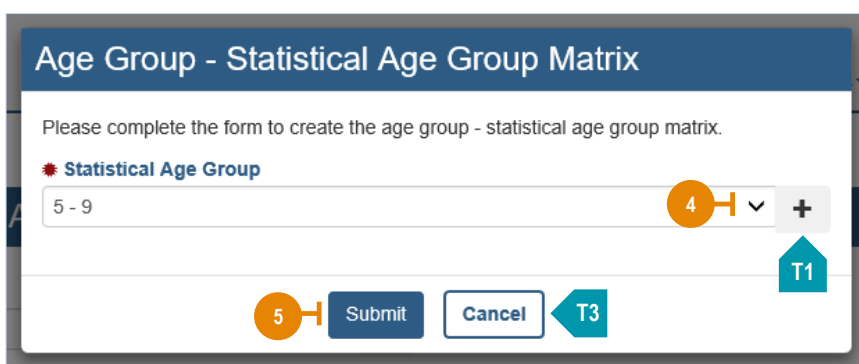 Age Group - Statistical Age Group Matrix
Please complete the form to create the age group - statistical age group matrix.
✹ Statistical Age Group
5 - 9 4 +
T1
5 Submit Cancel T3